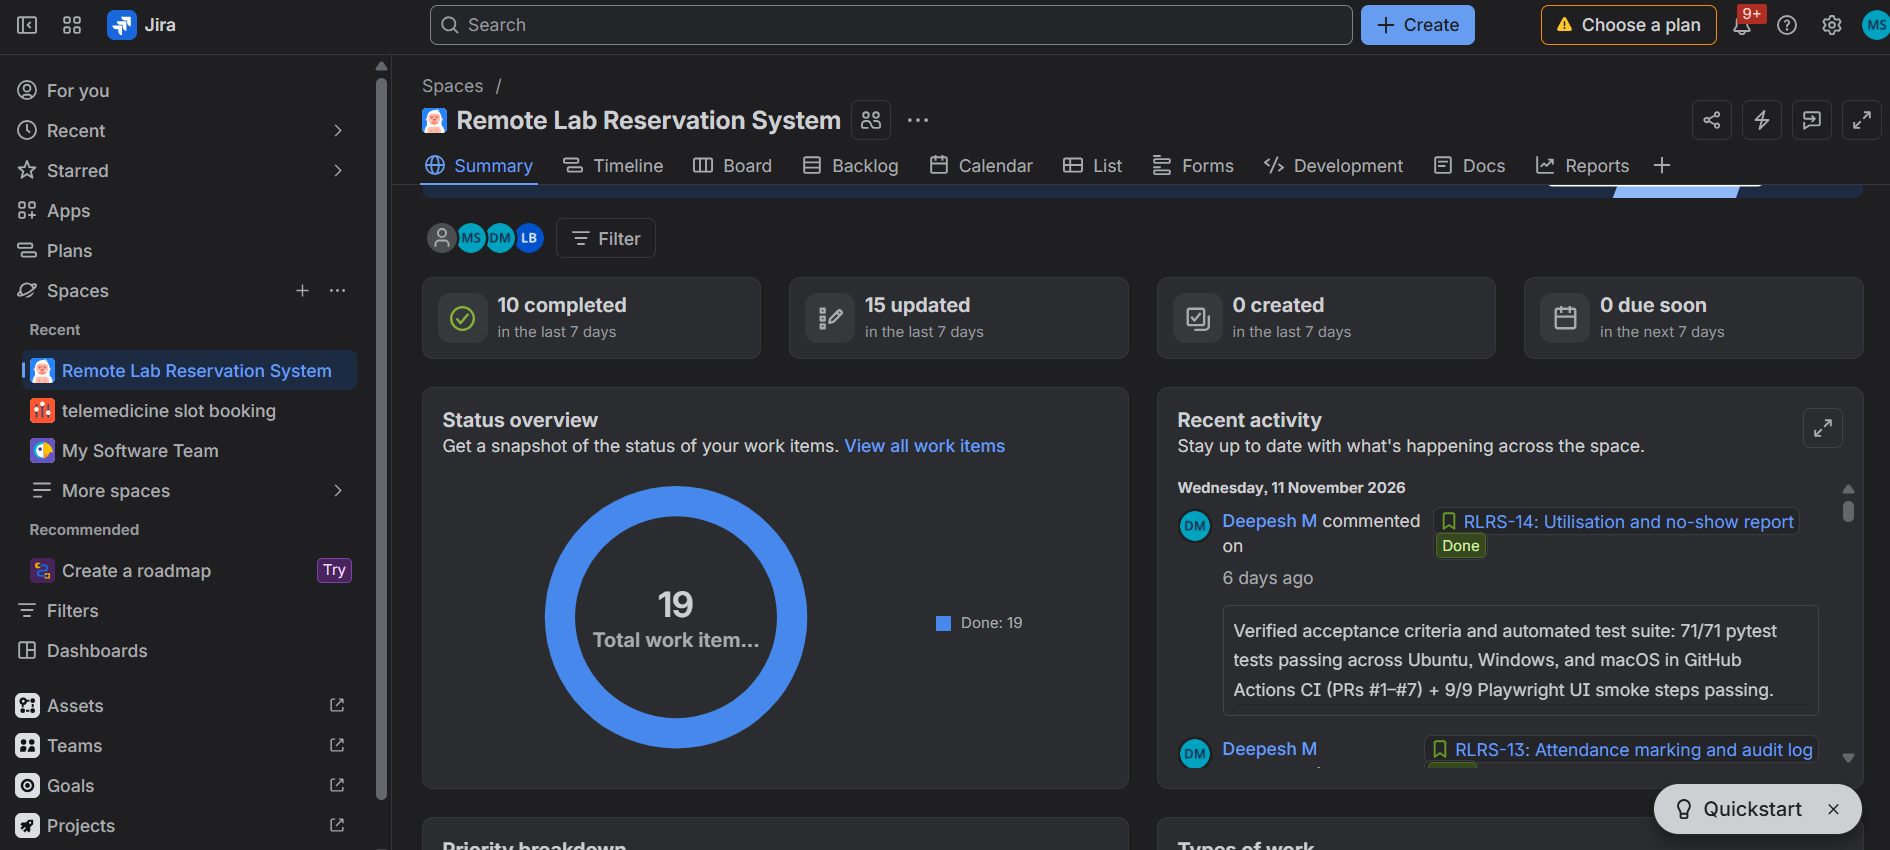 Jira
Search
Create
Choose a plan
9+
MS
For you
Recent
Starred
Apps
Plans
Spaces
Recent
Remote Lab Reservation System
telemedicine slot booking
My Software Team
More spaces
Recommended
Create a roadmap
Try
Filters
Dashboards
Assets
Teams
Goals
Projects
Spaces /
Remote Lab Reservation System
Summary
Timeline
Board
Backlog
Calendar
List
Forms
Development
Docs
Reports
MS
DM
LB
Filter
10 completed
in the last 7 days
15 updated
in the last 7 days
0 created
in the last 7 days
0 due soon
in the next 7 days
Status overview
Get a snapshot of the status of your work items. View all work items
19
Total work item...
Done: 19
Recent activity
Stay up to date with what's happening across the space.
Wednesday, 11 November 2026
DM
Deepesh M commented
on
RLRS-14: Utilisation and no-show report
Done
6 days ago
Verified acceptance criteria and automated test suite: 71/71 pytest
tests passing across Ubuntu, Windows, and macOS in GitHub
Actions CI (PRs #1–#7) + 9/9 Playwright UI smoke steps passing.
DM
Deepesh M
RLRS-13: Attendance marking and audit log
Quickstart
Priority breakdown
Types of work